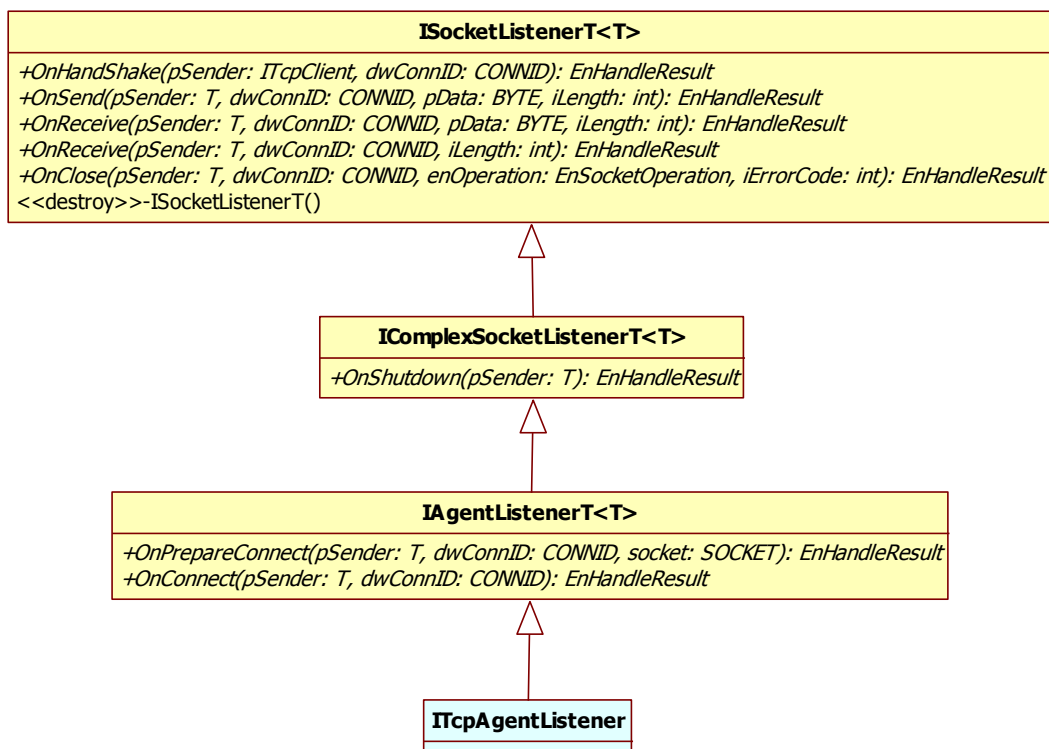 ISocketListenerT<T>
+OnHandShake(pSender: ITcpClient, dwConnID: CONNID): EnHandleResult
+OnSend(pSender: T, dwConnID: CONNID, pData: BYTE, iLength: int): EnHandleResult
+OnReceive(pSender: T, dwConnID: CONNID, pData: BYTE, iLength: int): EnHandleResult
+OnReceive(pSender: T, dwConnID: CONNID, iLength: int): EnHandleResult
+OnClose(pSender: T, dwConnID: CONNID, enOperation: EnSocketOperation, iErrorCode: int): EnHandleResult
<<destroy>>-ISocketListenerT()
IComplexSocketListenerT<T>
+OnShutdown(pSender: T): EnHandleResult
IAgentListenerT<T>
+OnPrepareConnect(pSender: T, dwConnID: CONNID, socket: SOCKET): EnHandleResult
+OnConnect(pSender: T, dwConnID: CONNID): EnHandleResult
ITcpAgentListener